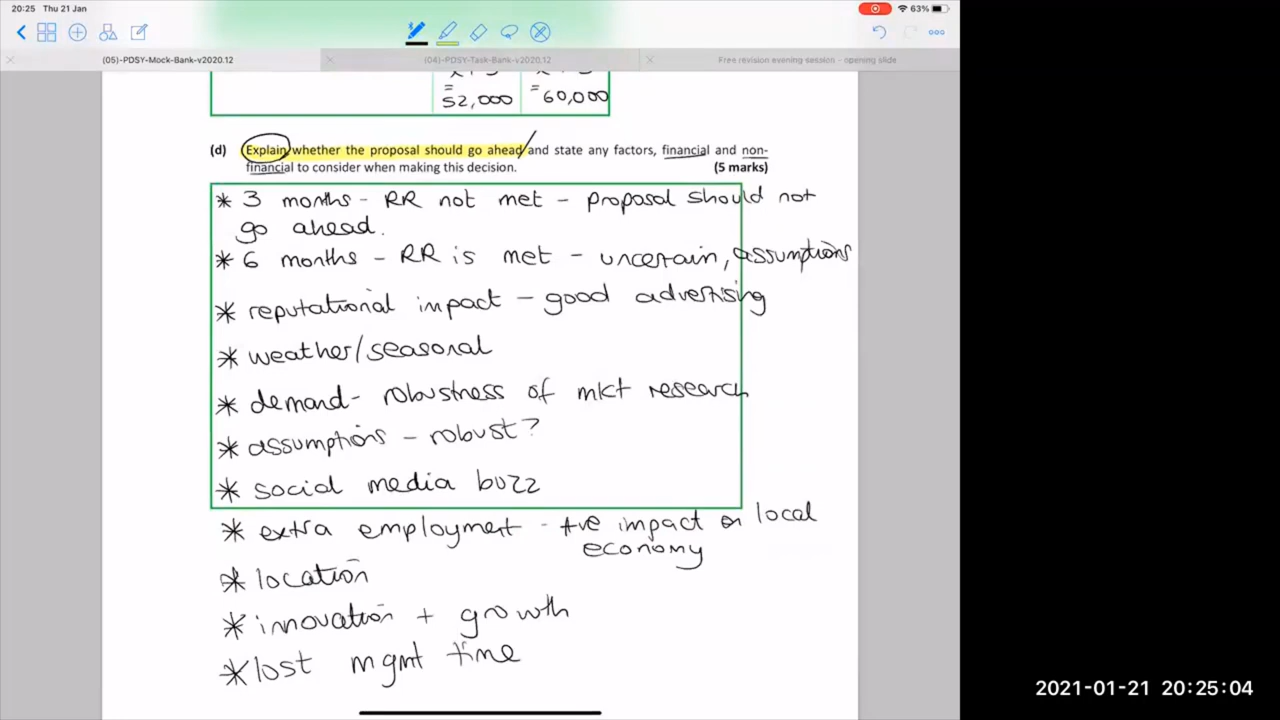 20:25 Thu 21 Jan
63%
(05)-PDSY-Mock-Bank-v2020.12
(04)-PDSY-Task-Bank-v2020.12
Free revision evening session - opening slide
=
=
52,000
60,000
(d) Explain whether the proposal should go ahead and state any factors, financial and non-
financial to consider when making this decision. (5 marks)
* 3 months - RR not met - proposal should not
go ahead.
* 6 months - RR is met - uncertain, assumptions
* reputational impact - good advertising
* weather/seasonal
* demand - robustness of mkt research
* assumptions - robust?
* social media buzz
* extra employment - +ve impact on local
economy
* location
* innovation + growth
* lost mgmt time
2021-01-21 20:25:04